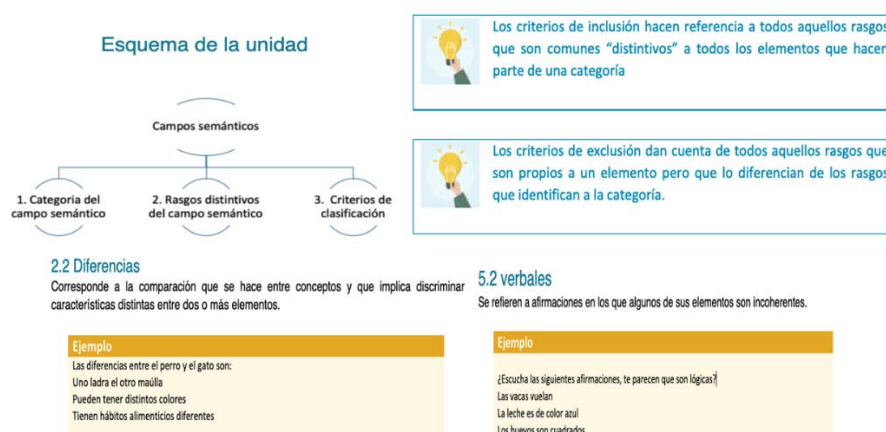 Esquema de la unidad
Campos semánticos
1. Categoria del
campo semántico
2. Rasgos distintivos
del campo semántico
3. Criterios de
clasificación
Los criterios de inclusión hacen referencia a todos aquellos rasgos
que son comunes “distintivos” a todos los elementos que hacen
parte de una categoría
Los criterios de exclusión dan cuenta de todos aquellos rasgos que
son propios a un elemento pero que lo diferencian de los rasgos
que identifican a la categoría.
2.2 Diferencias
Corresponde a la comparación que se hace entre conceptos y que implica discriminar
características distintas entre dos o más elementos.
Ejemplo
Las diferencias entre el perro y el gato son:
Uno ladra el otro maúlla
Pueden tener distintos colores
Tienen hábitos alimenticios diferentes
5.2 verbales
Se refieren a afirmaciones en los que algunos de sus elementos son incoherentes.
Ejemplo
¿Escucha las siguientes afirmaciones, te parecen que son lógicas?
Las vacas vuelan
La leche es de color azul
Los huevos son cuadrados